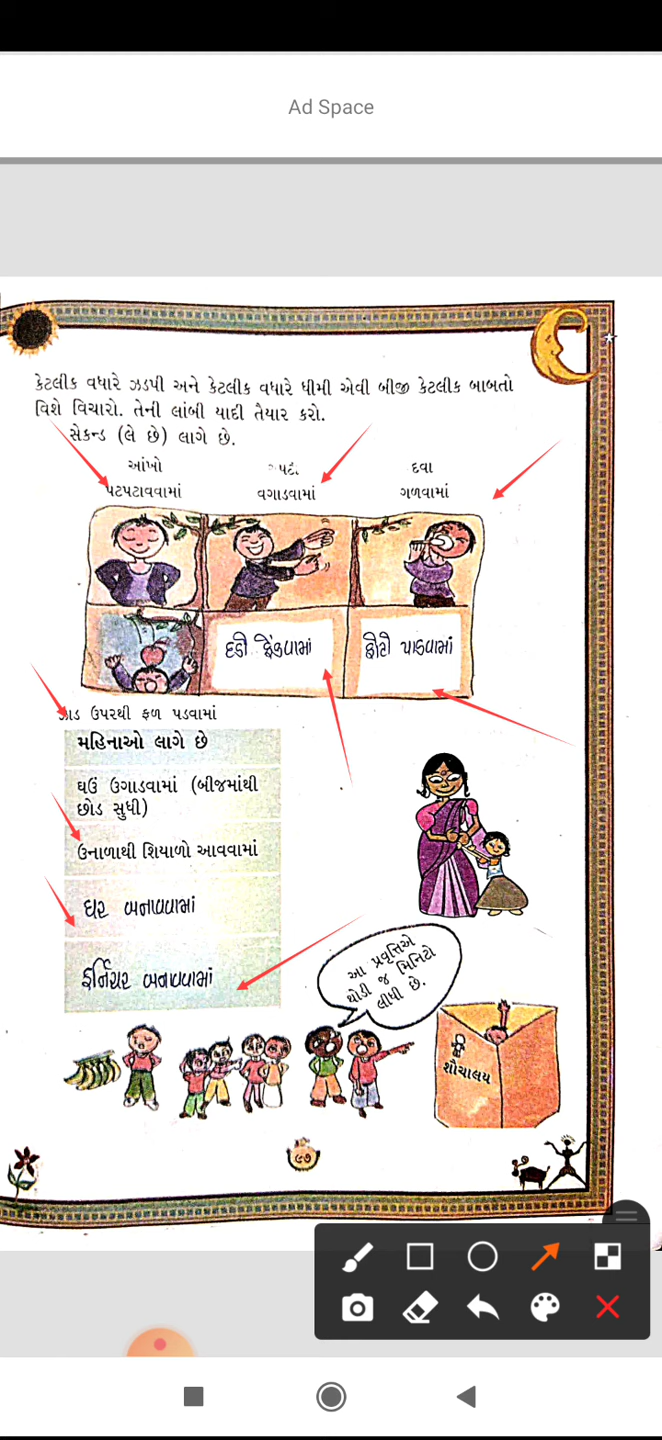 Ad Space
કેટલીક વધારે ઝડપી અને કેટલીક વધારે ધીમી એવી બીજી કેટલીક બાબતો
વિશે વિચારો. તેની લાંબી યાદી તૈયાર કરો.
સેકન્ડ (લે છે) લાગે છે.
આંખો
પટપટાવવામાં
વગાડવામાં
દવા
ગળવામાં
દડી ફેંકવામાં
ફોટો પાડવામાં
ઝાડ ઉપરથી ફળ પડવામાં
મહિનાઓ લાગે છે
ઘઉં ઉગાડવામાં (બીજમાંથી
છોડ સુધી)
ઉનાળાથી શિયાળો આવવામાં
ઘર બનાવવામાં
ફર્નિચર બનાવવામાં
આ પ્રવૃત્તિએ
થોડી જ મિનિટો
લીધી છે.
શૌચાલય
૯૭